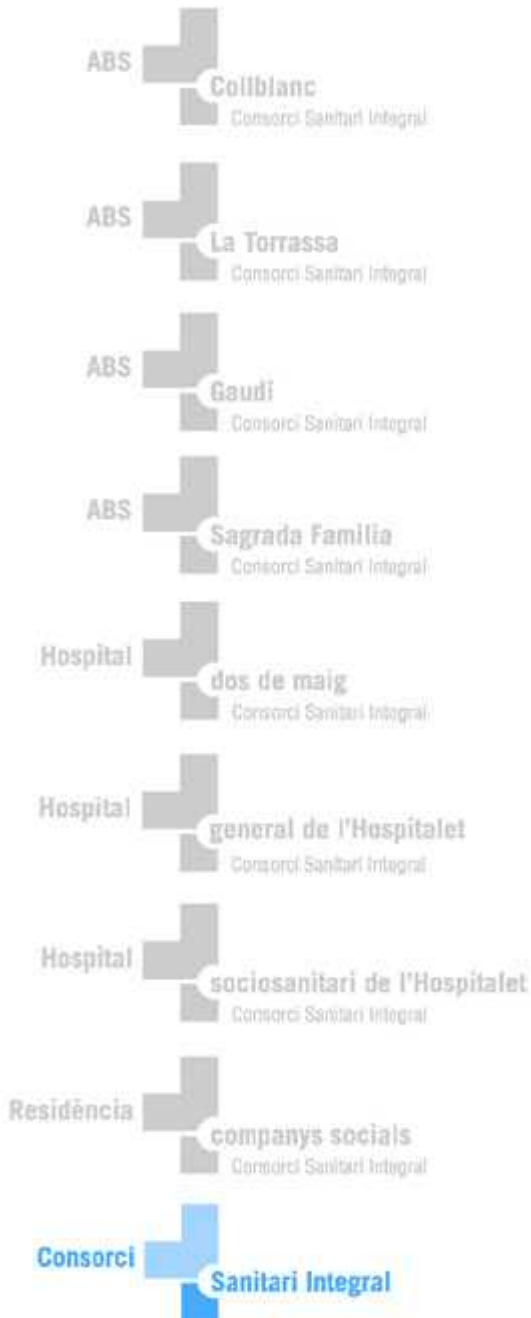 ABS
Collblanc
Consorci Sanitari Integral
ABS
La Torrassa
Consorci Sanitari Integral
ABS
Gaudí
Consorci Sanitari Integral
ABS
Sagrada Familia
Consorci Sanitari Integral
Hospital
dos de maig
Consorci Sanitari Integral
Hospital
general de l'Hospitalet
Consorci Sanitari Integral
Hospital
sociosanitari de l'Hospitalet
Consorci Sanitari Integral
Residència
companys socials
Consorci Sanitari Integral
Consorci
Sanitari Integral